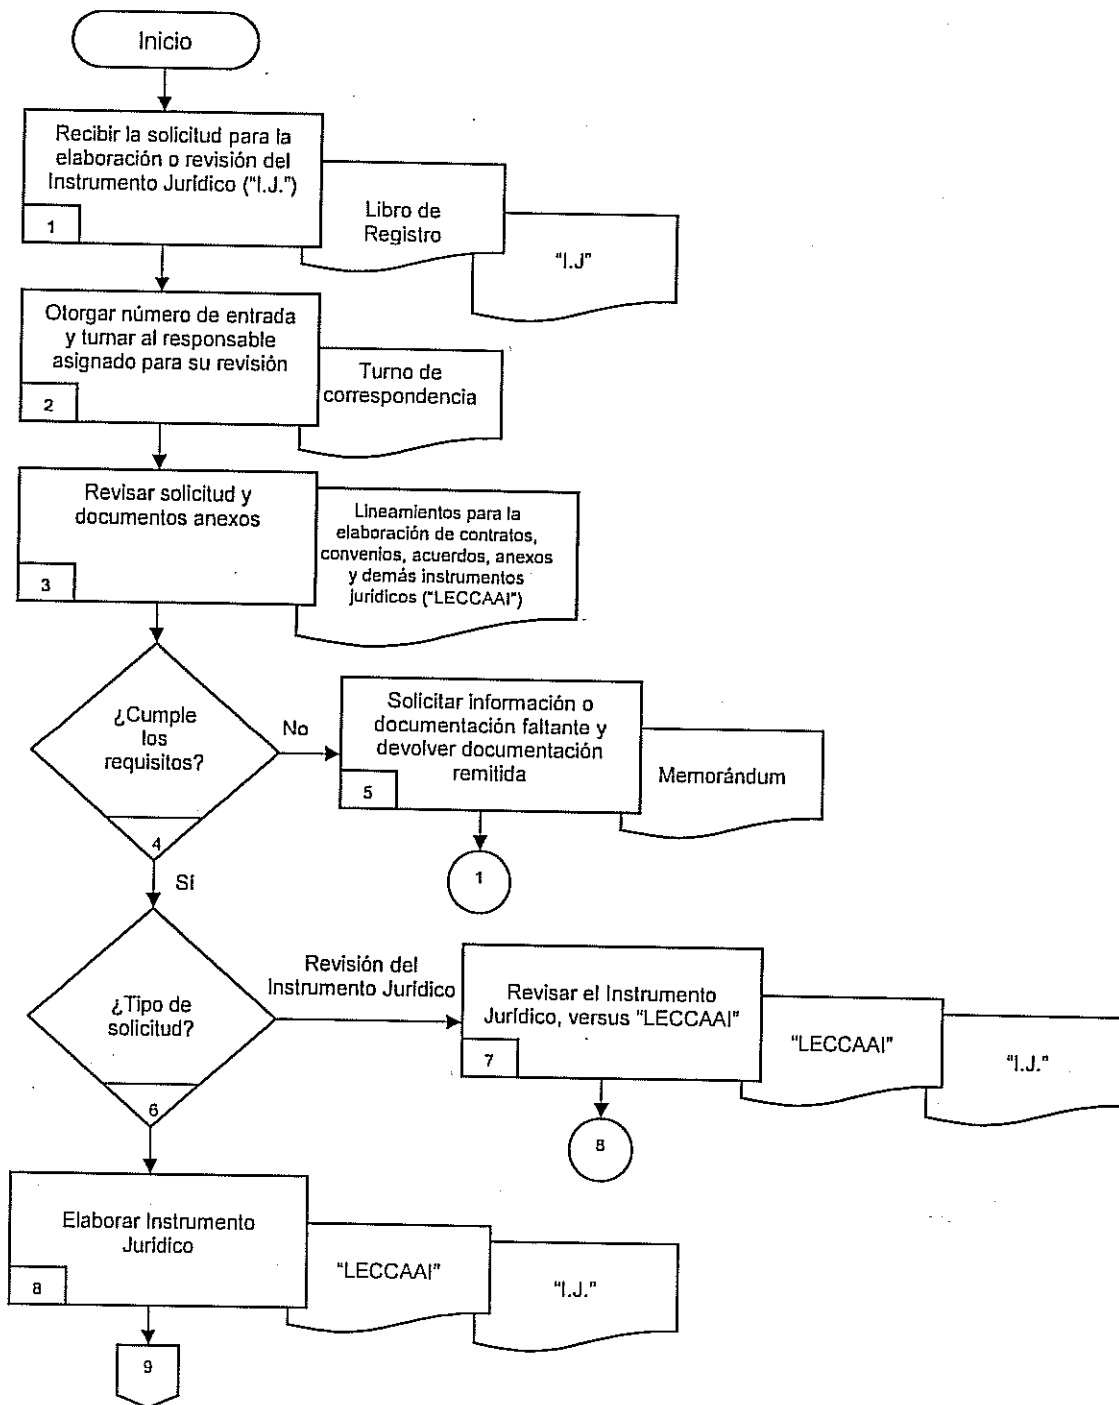 Inicio
Recibir la solicitud para la
elaboración o revisión del
Instrumento Jurídico ("I.J.")
1
Libro de
Registro
"I.J"
Otorgar número de entrada
y turnar al responsable
asignado para su revisión
2
Turno de
correspondencia
Revisar solicitud y
documentos anexos
3
Lineamientos para la
elaboración de contratos,
convenios, acuerdos, anexos
y demás instrumentos
jurídicos ("LECCAAI")
¿Cumple
los
requisitos?
4
No
Solicitar información o
documentación faltante y
devolver documentación
remitida
5
Memorándum
1
Sí
¿Tipo de
solicitud?
6
Revisión del
Instrumento Jurídico
Revisar el Instrumento
Jurídico, versus "LECCAAI"
7
"LECCAAI"
"I.J."
8
Elaborar Instrumento
Jurídico
8
"LECCAAI"
"I.J."
9